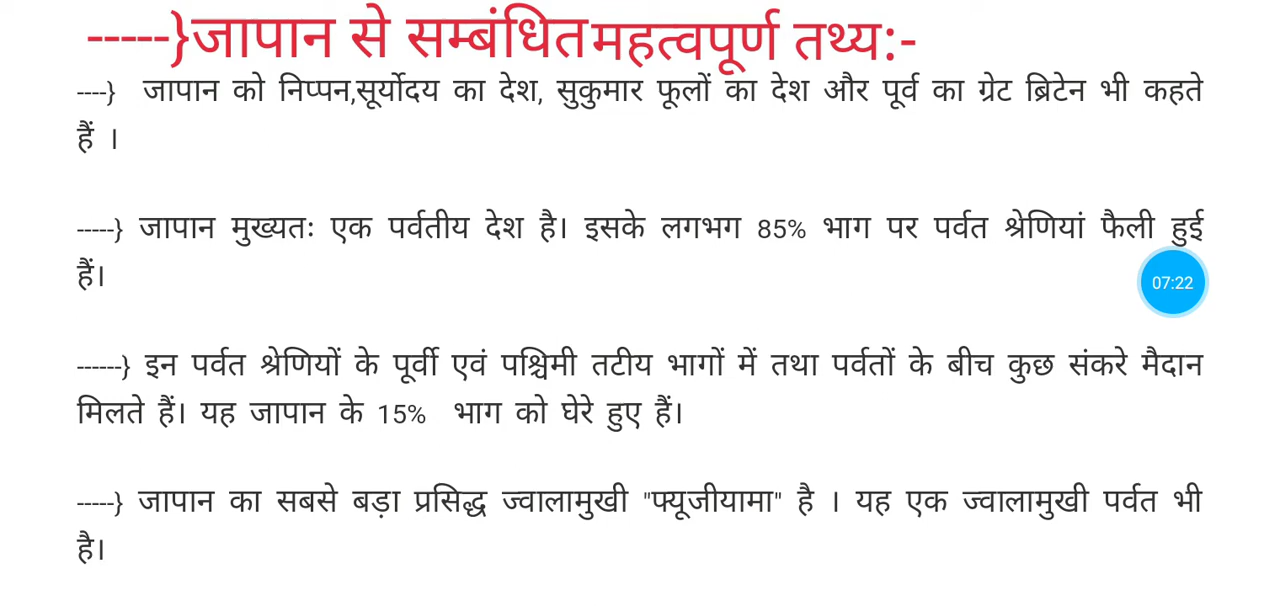 -----}जापान से सम्बंधितमहत्वपूर्ण तथ्य:-
----} जापान को निप्पन,सूर्योदय का देश, सुकुमार फूलों का देश और पूर्व का ग्रेट ब्रिटेन भी कहते
हैं ।
-----} जापान मुख्यतः एक पर्वतीय देश है। इसके लगभग 85% भाग पर पर्वत श्रेणियां फैली हुई
हैं।
07:22
------} इन पर्वत श्रेणियों के पूर्वी एवं पश्चिमी तटीय भागों में तथा पर्वतों के बीच कुछ संकरे मैदान
मिलते हैं। यह जापान के 15% भाग को घेरे हुए हैं।
-----} जापान का सबसे बड़ा प्रसिद्ध ज्वालामुखी "फ्यूजीयामा" है । यह एक ज्वालामुखी पर्वत भी
है।